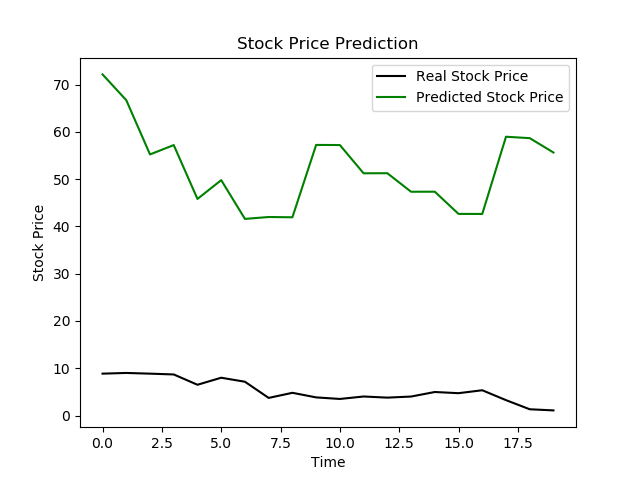 Stock Price Prediction
Real Stock Price
Predicted Stock Price
70
60
50
40
30
20
10
0
Stock Price
0.0 2.5 5.0 7.5 10.0 12.5 15.0 17.5
Time